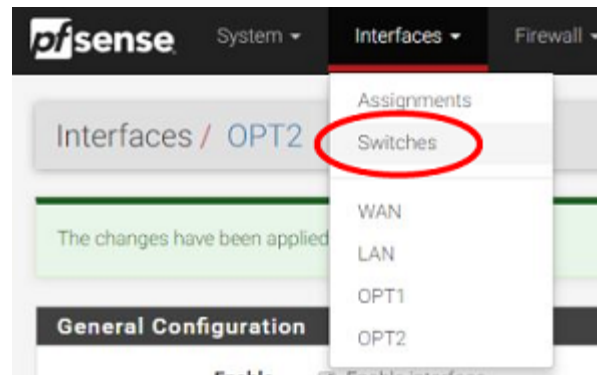 pfsense System Interfaces Firewall
Assignments
Interfaces / OPT2
Switches
WAN
The changes have been applied
LAN
OPT1
General Configuration
OPT2